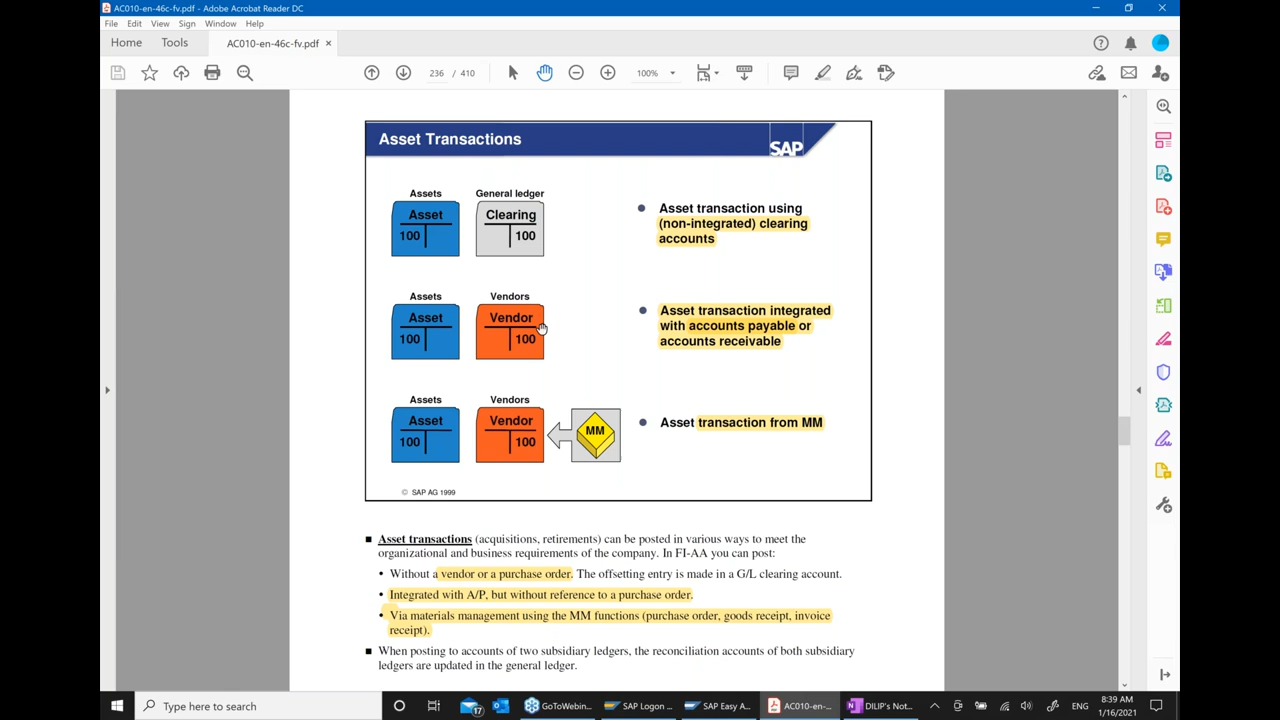 AC010-en-46c-fv.pdf - Adobe Acrobat Reader DC
File Edit View Sign Window Help
Home Tools AC010-en-46c-fv.pdf ×
236 / 410 100%
Asset Transactions
SAP
Assets General ledger
Asset Clearing
100 100
Asset transaction using
(non-integrated) clearing
accounts
Assets Vendors
Asset Vendor
100 100
Asset transaction integrated
with accounts payable or
accounts receivable
Assets Vendors
Asset Vendor
100 100
MM
Asset transaction from MM
© SAP AG 1999
■ Asset transactions (acquisitions, retirements) can be posted in various ways to meet the
organizational and business requirements of the company. In FI-AA you can post:
• Without a vendor or a purchase order. The offsetting entry is made in a G/L clearing account.
• Integrated with A/P, but without reference to a purchase order.
• Via materials management using the MM functions (purchase order, goods receipt, invoice
receipt).
■ When posting to accounts of two subsidiary ledgers, the reconciliation accounts of both subsidiary
ledgers are updated in the general ledger.
Type here to search
17
GoToWebin...
SAP Logon ...
SAP Easy A...
AC010-en-...
DILIP's Not...
ENG
8:39 AM
1/16/2021